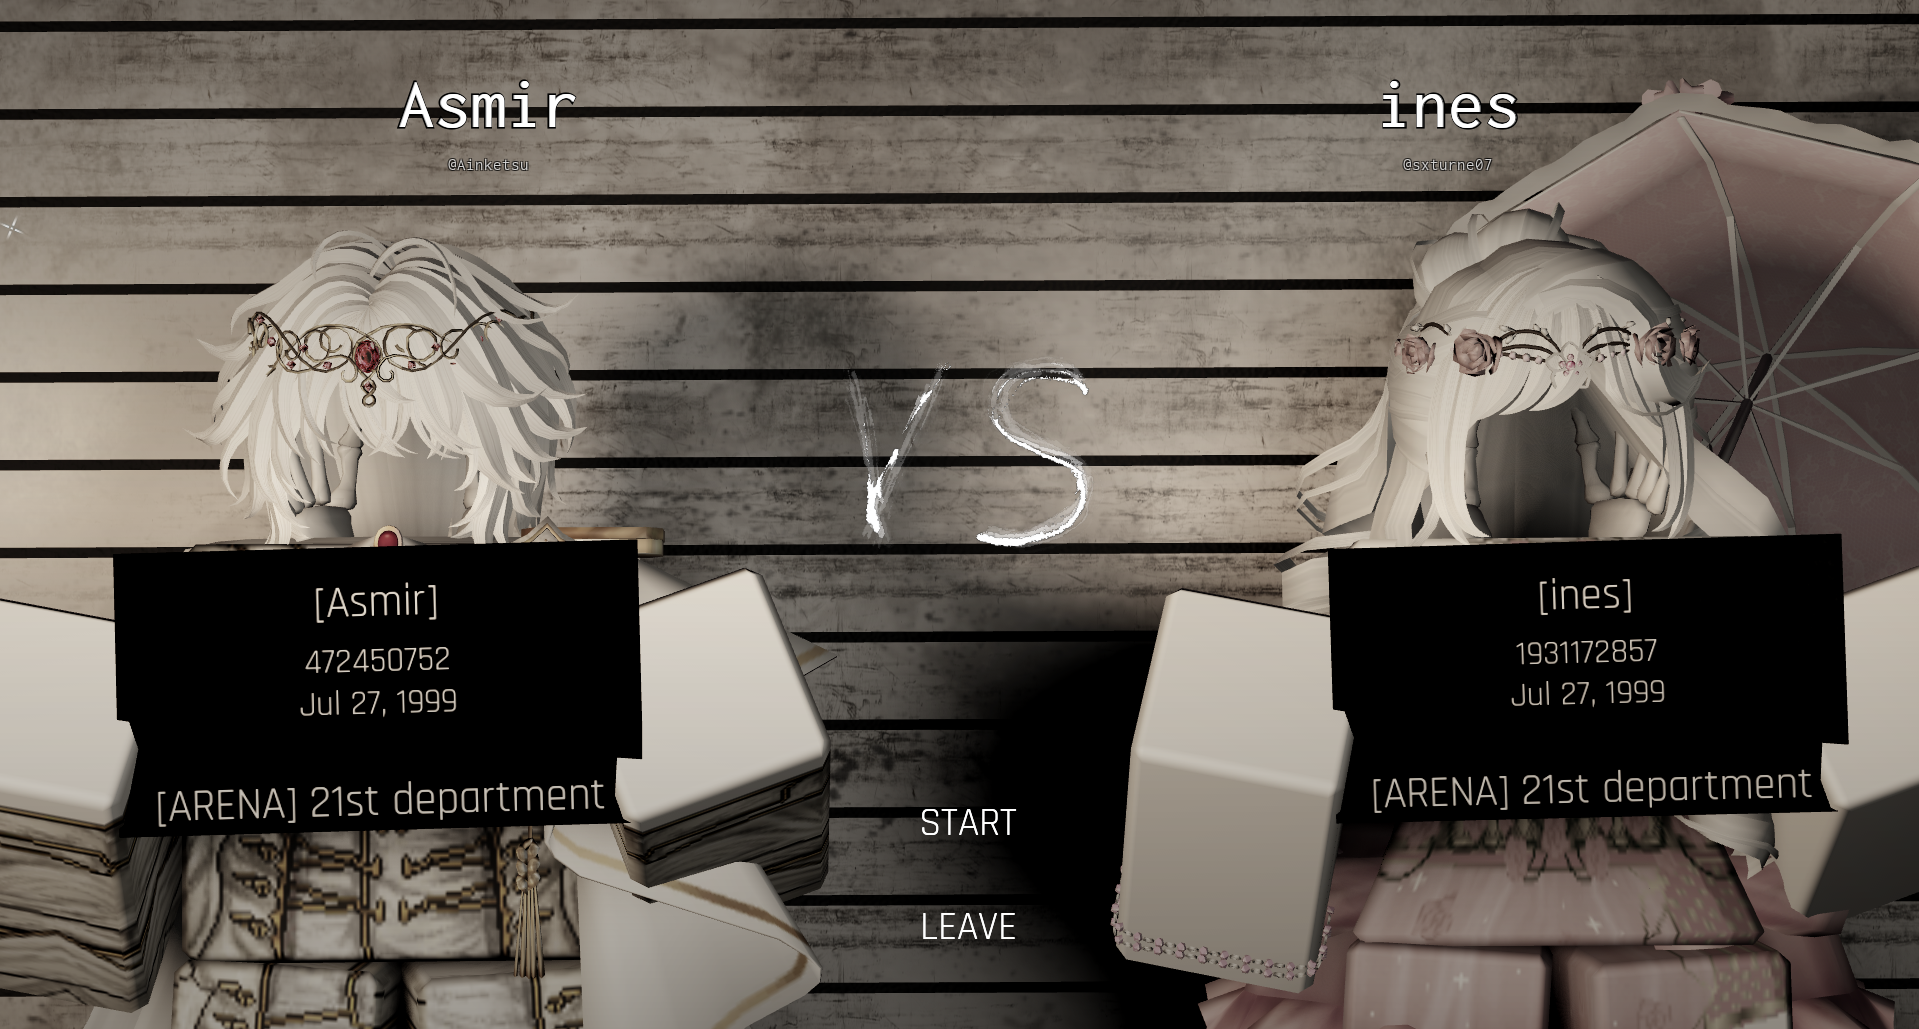 Asmir
@Ainketsu
ines
@sxturne07
VS
[Asmir]
472450752
Jul 27, 1999
[ARENA] 21st department
[ines]
1931172857
Jul 27, 1999
[ARENA] 21st department
START
LEAVE